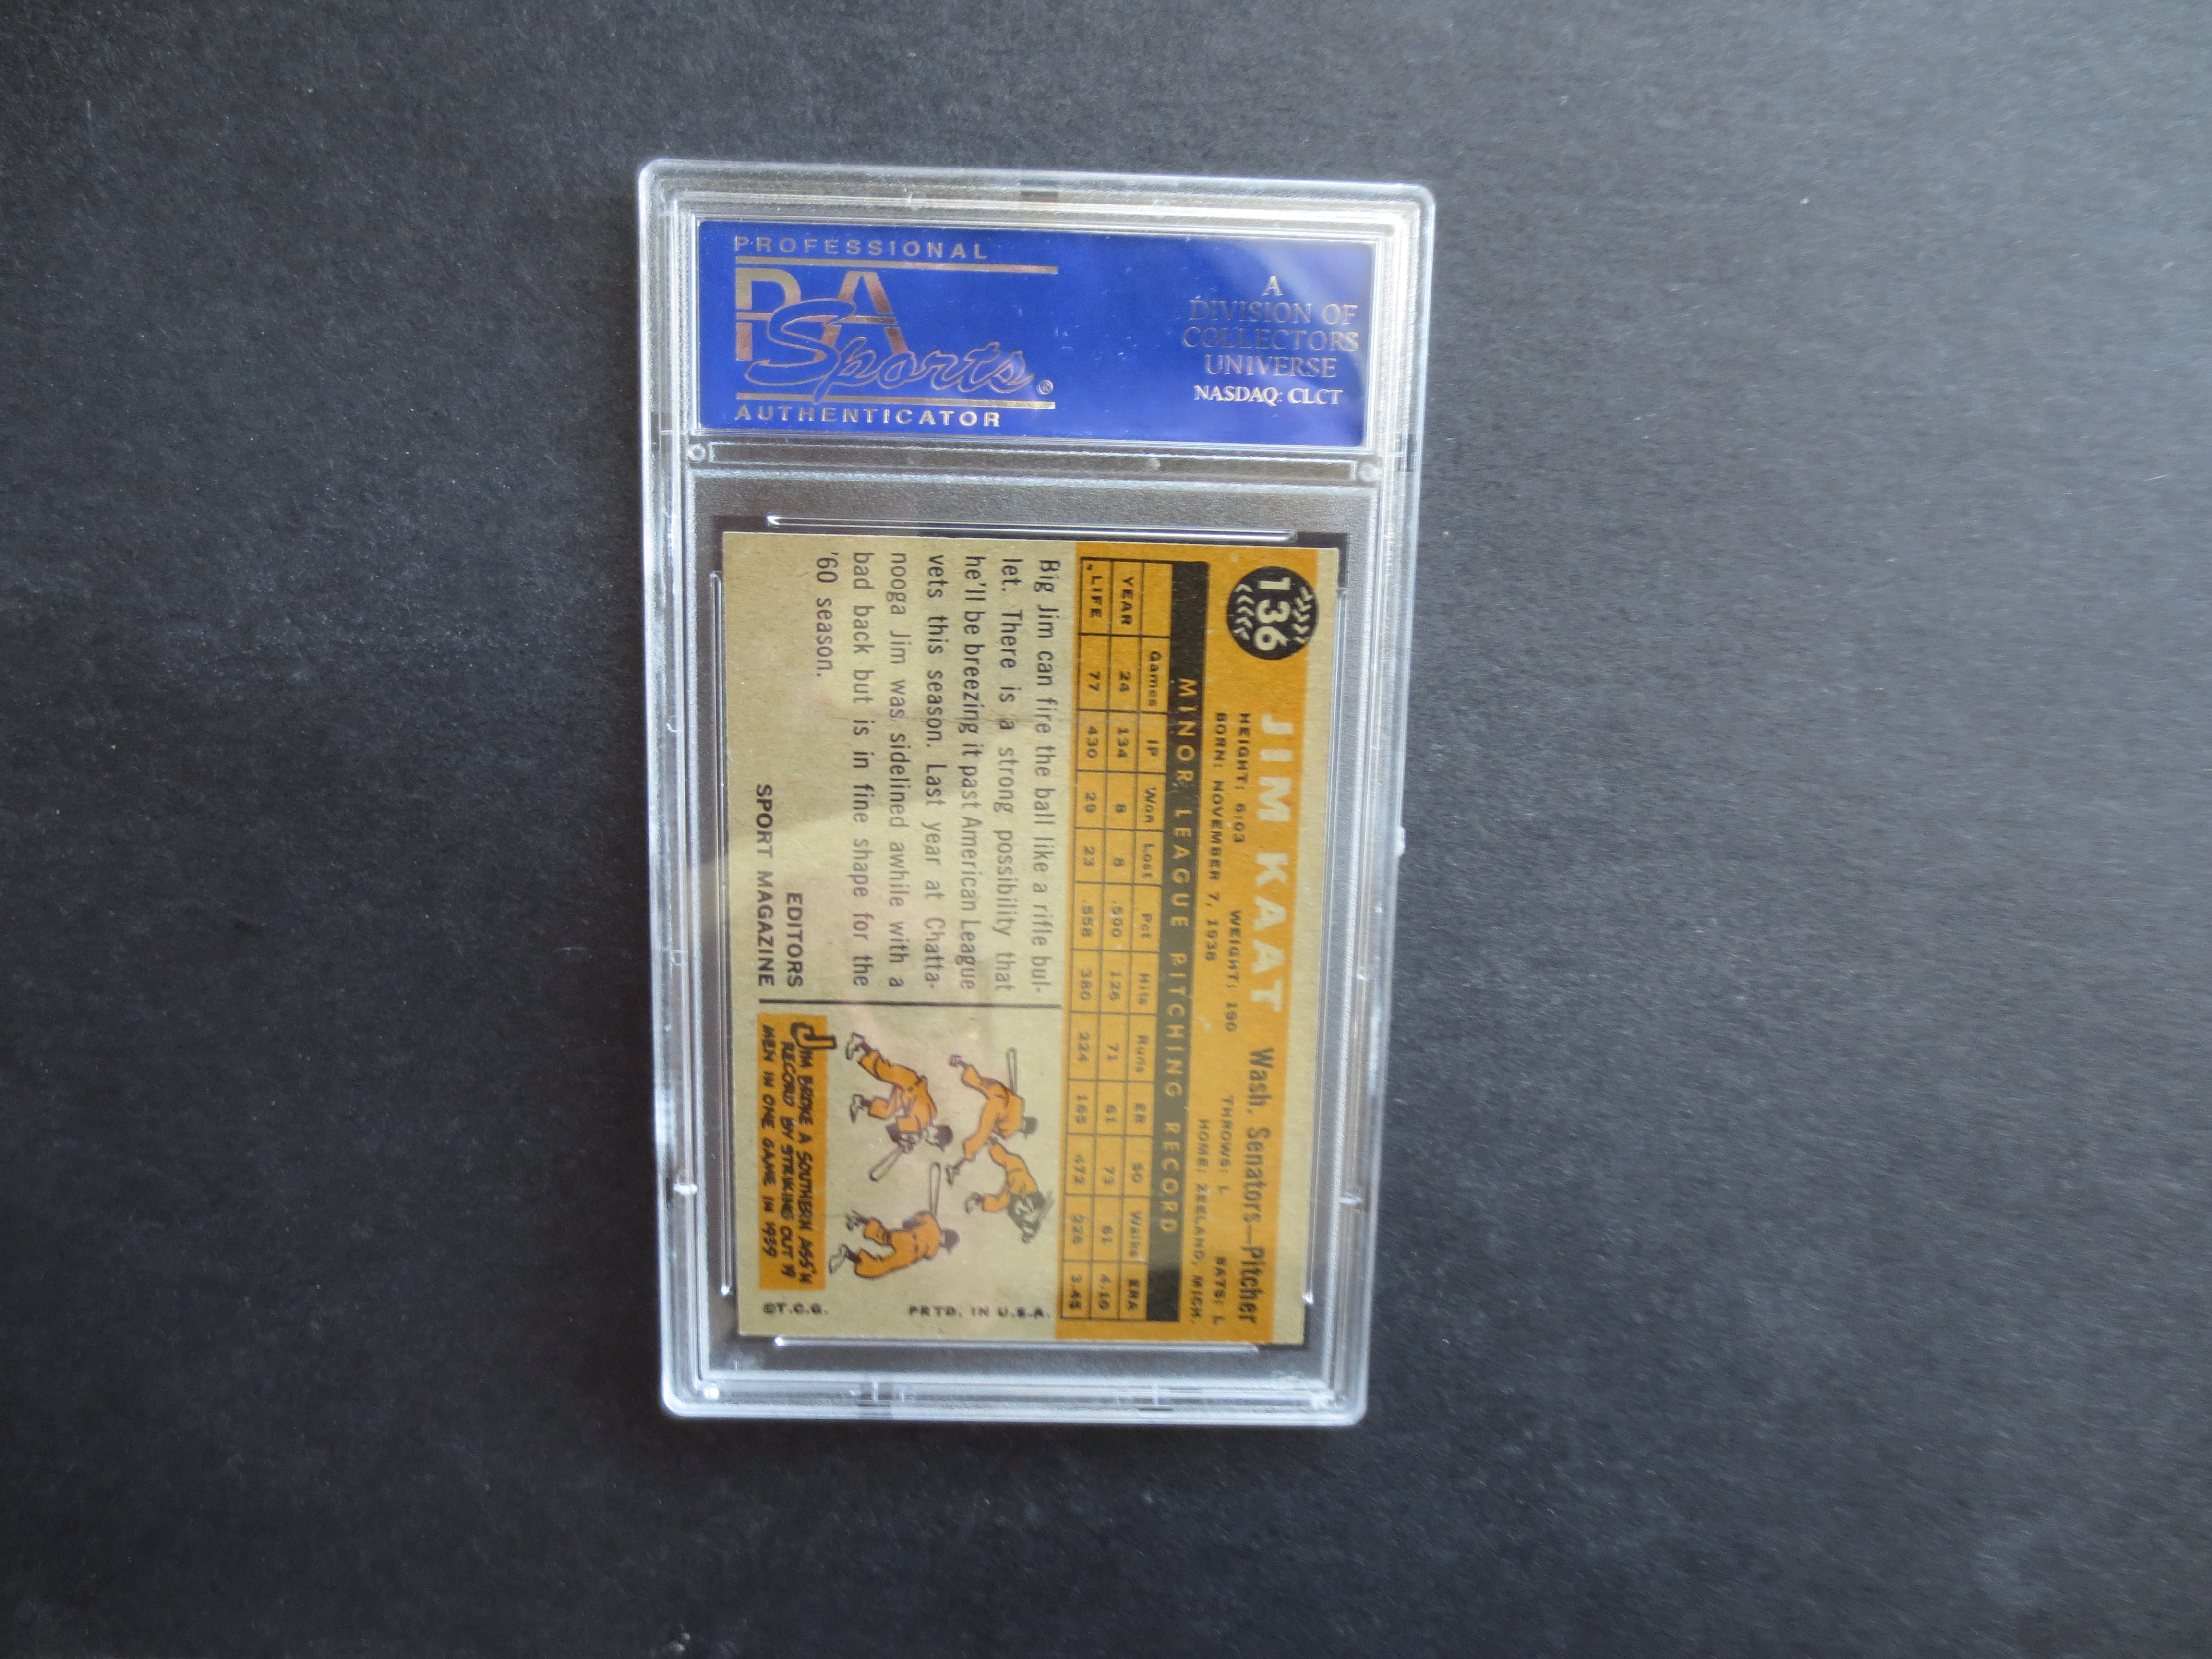 PROFESSIONAL
PSA
Sports®
AUTHENTICATOR
A
DIVISION OF
COLLECTORS
UNIVERSE
NASDAQ: CLCT
136
JIM KAAT Wash. Senators—Pitcher
HEIGHT: 6:03 WEIGHT: 190 THROWS: L BATS: L
BORN: NOVEMBER 7, 1938 HOME: ZEELAND, MICH.
MINOR LEAGUE PITCHING RECORD
Games IP Won Lost Pct Hits Runs ER SO Walks ERA
YEAR 24 134 8 8 .500 126 71 61 73 61 4.10
LIFE 77 430 29 23 .558 380 224 165 472 226 3.45
Big Jim can fire the ball like a rifle bul-
let. There is a strong possibility that
he'll be breezing it past American League
vets this season. Last year at Chatta-
nooga Jim was sidelined awhile with a
bad back but is in fine shape for the
'60 season.
EDITORS
SPORT MAGAZINE
JIM BROKE A SOUTHERN ASS'N
RECORD BY STRIKING OUT 19
MEN IN ONE GAME IN 1959
©T.C.G. PRTD. IN U.S.A.